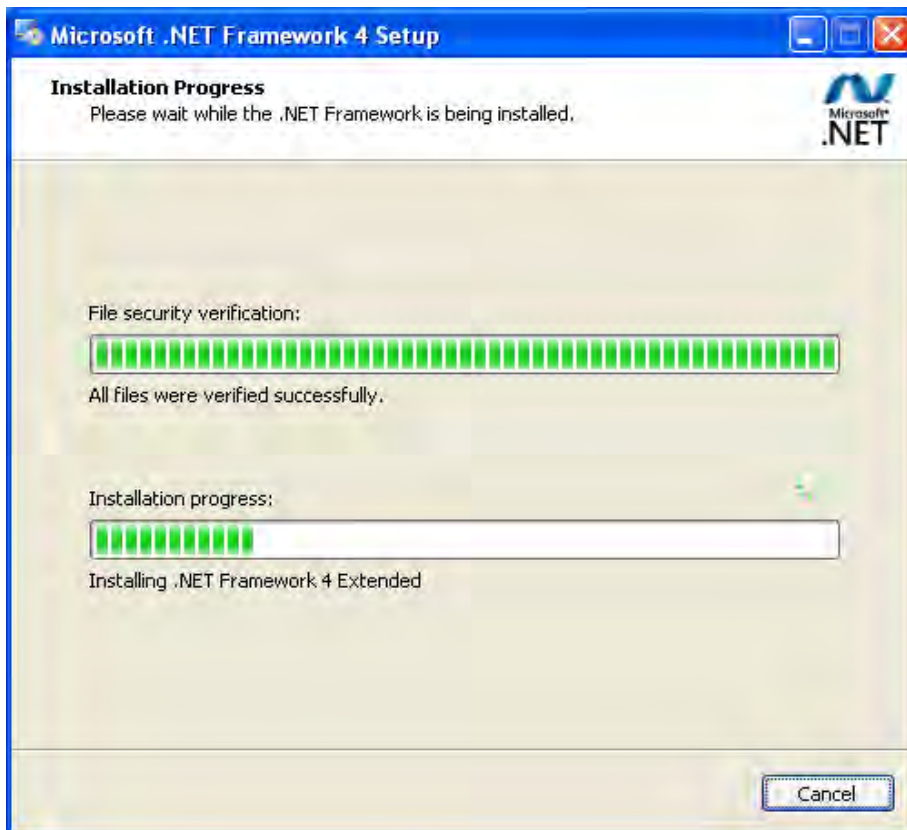 Microsoft .NET Framework 4 Setup
Installation Progress
Please wait while the .NET Framework is being installed.
Microsoft®
.NET
File security verification:
All files were verified successfully.
Installation progress:
Installing .NET Framework 4 Extended
Cancel